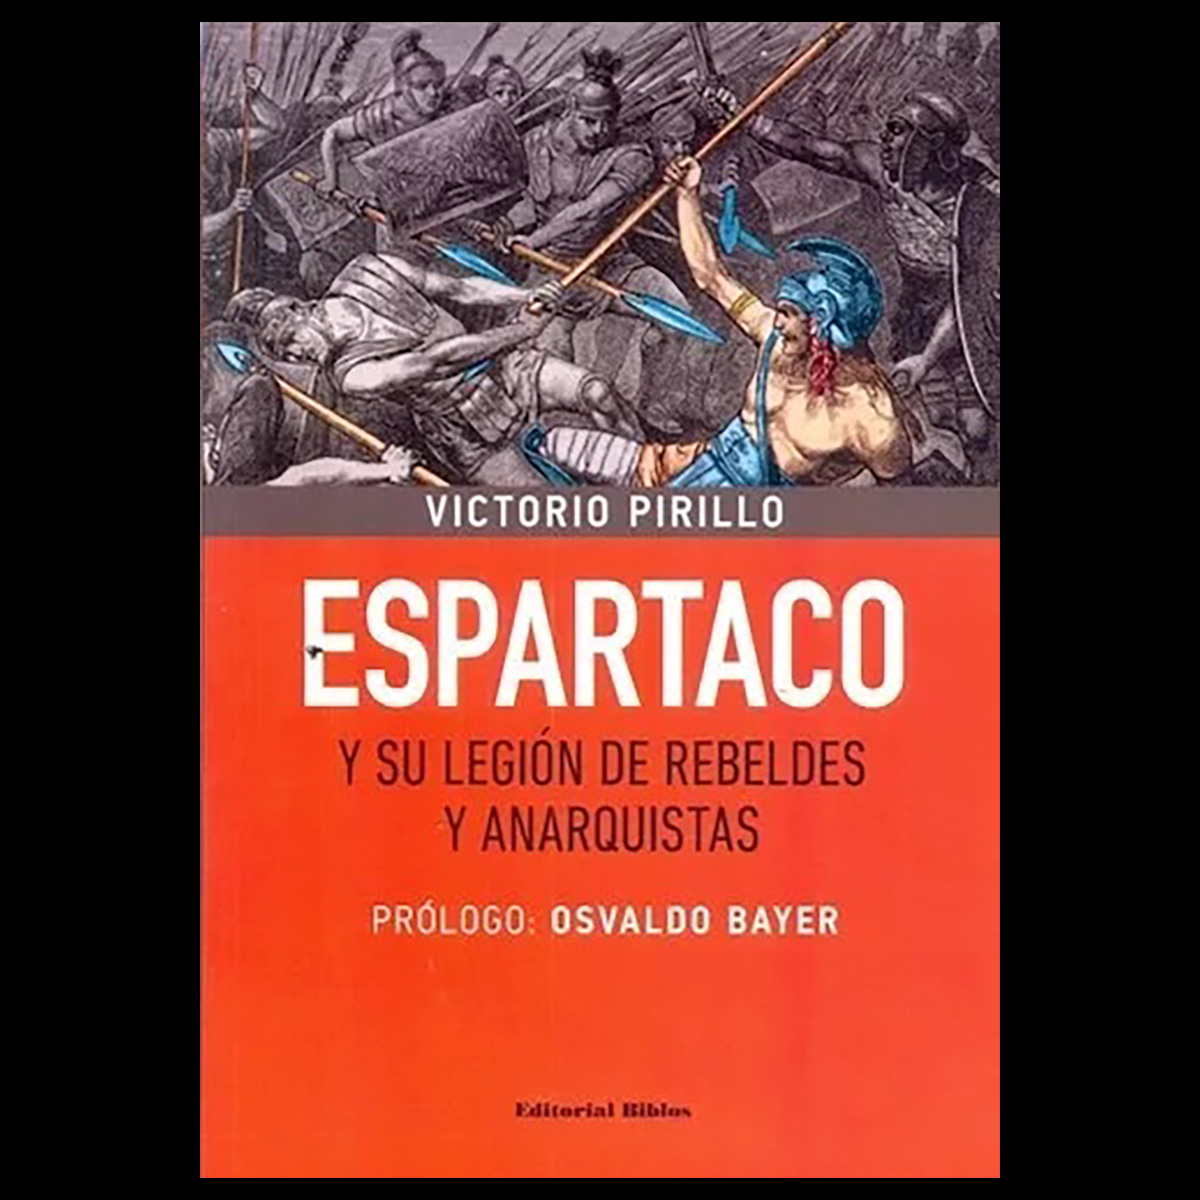 VICTORIO PIRILLO
ESPARTACO
Y SU LEGIÓN DE REBELDES
Y ANARQUISTAS
PRÓLOGO: OSVALDO BAYER
Editorial Biblos